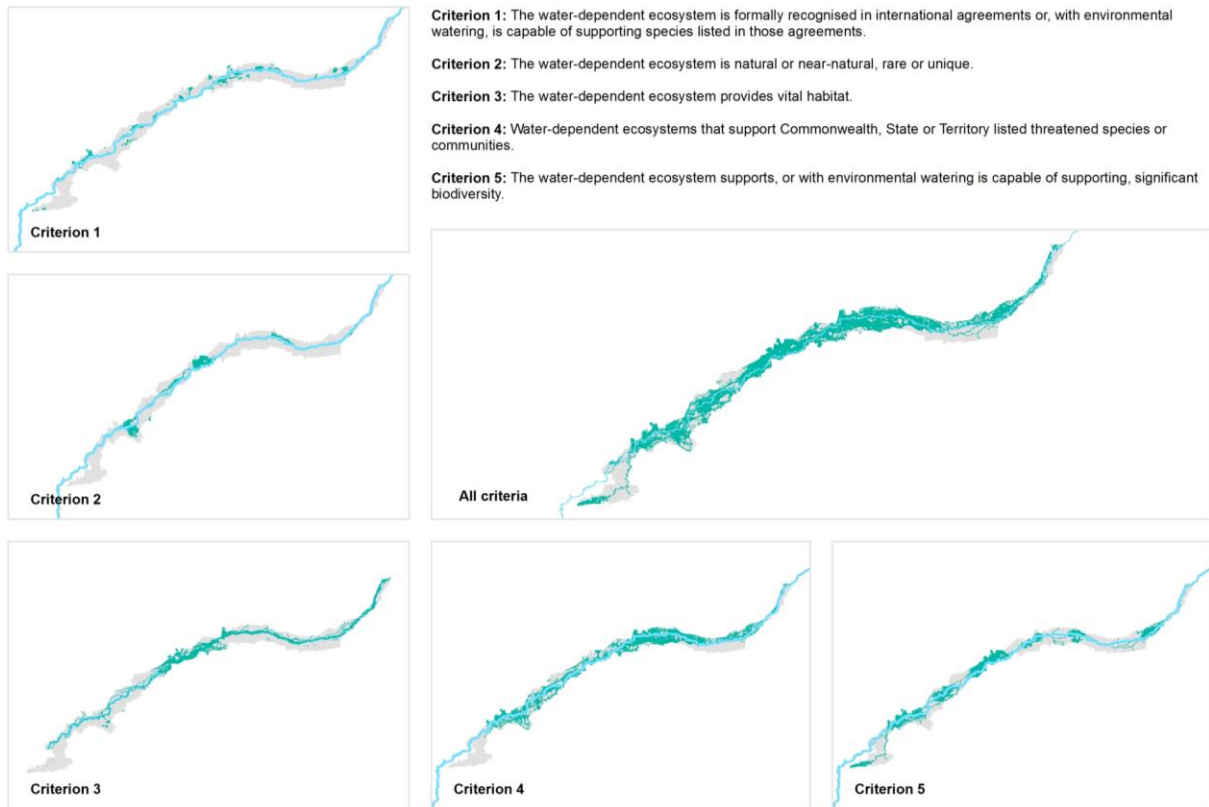 Criterion 1: The water-dependent ecosystem is formally recognised in international agreements or, with environmental
watering, is capable of supporting species listed in those agreements.
Criterion 2: The water-dependent ecosystem is natural or near-natural, rare or unique.
Criterion 3: The water-dependent ecosystem provides vital habitat.
Criterion 4: Water-dependent ecosystems that support Commonwealth, State or Territory listed threatened species or
communities.
Criterion 5: The water-dependent ecosystem supports, or with environmental watering is capable of supporting, significant
biodiversity.
Criterion 1
Criterion 2
All criteria
Criterion 3
Criterion 4
Criterion 5